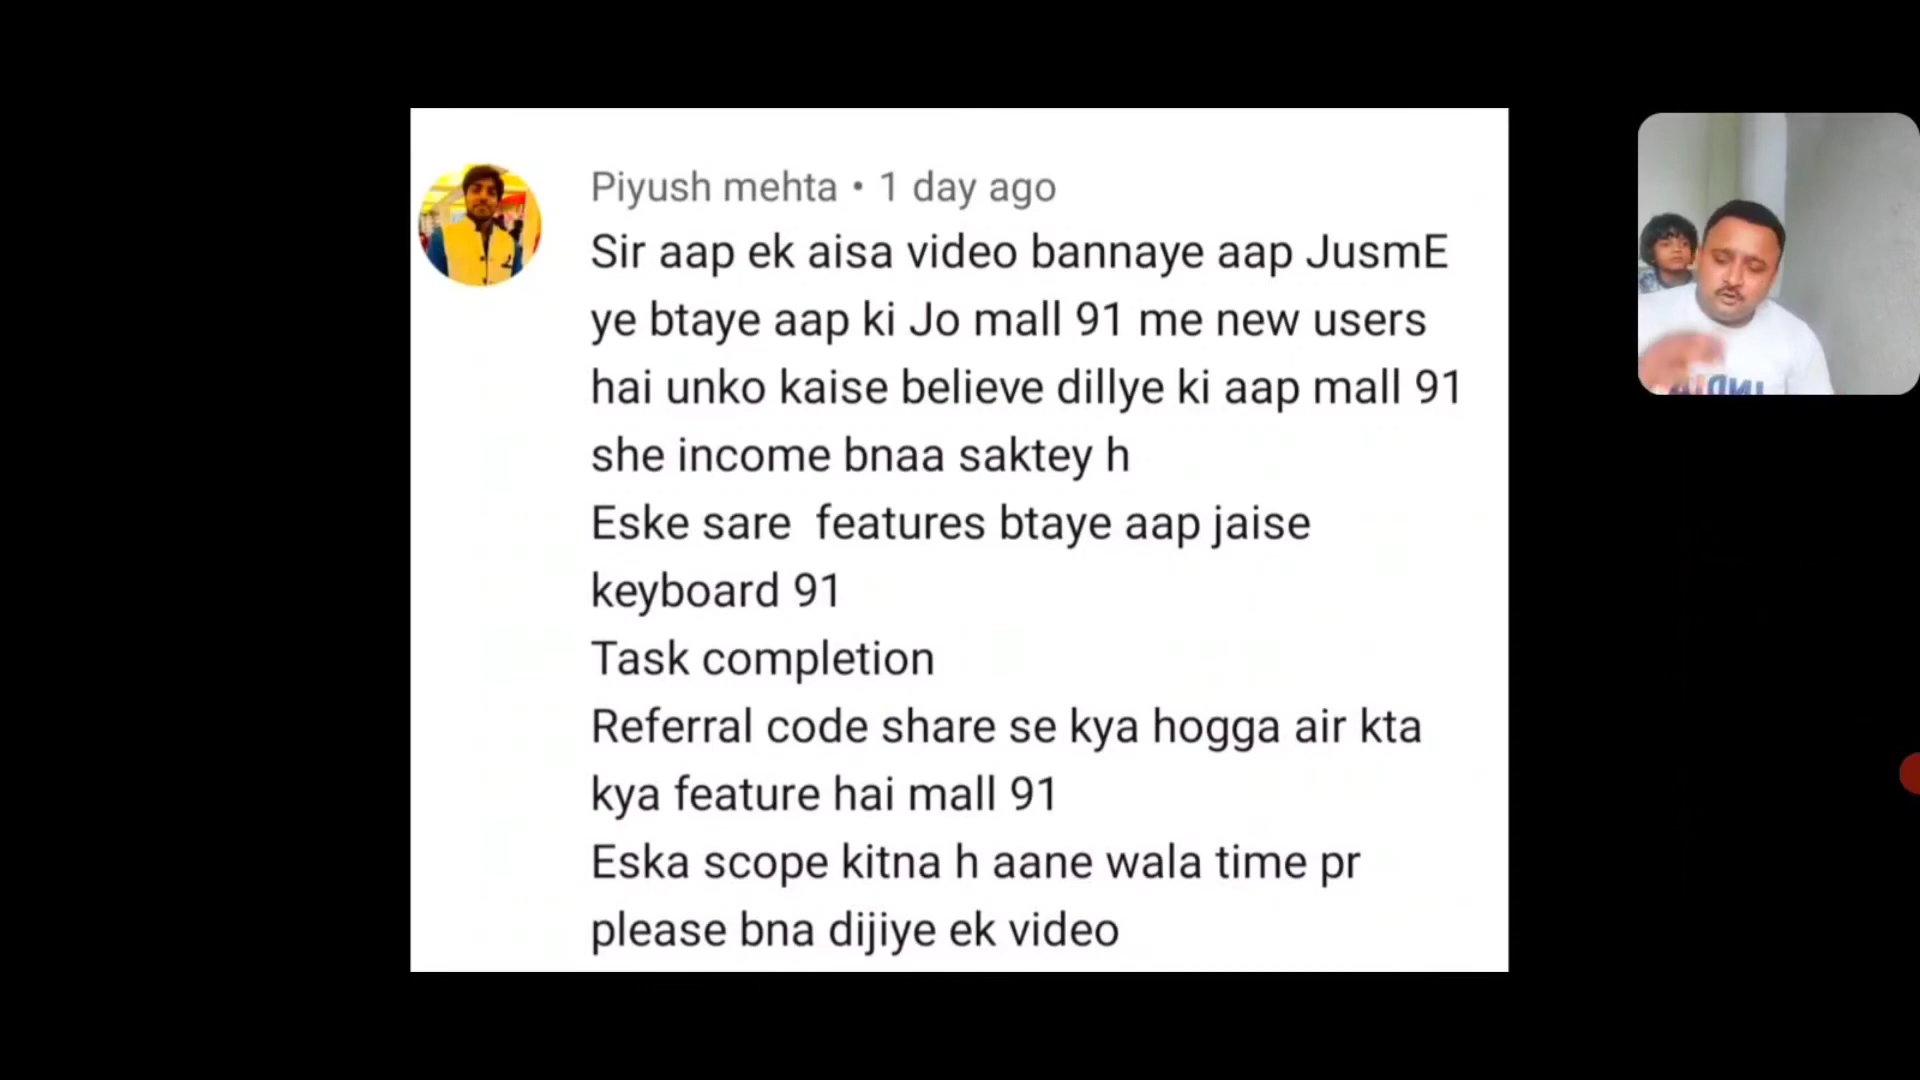 Piyush mehta • 1 day ago
Sir aap ek aisa video bannaye aap JusmE
ye btaye aap ki Jo mall 91 me new users
hai unko kaise believe dillye ki aap mall 91
she income bnaa saktey h
Eske sare  features btaye aap jaise
keyboard 91
Task completion
Referral code share se kya hogga air kta
kya feature hai mall 91
Eska scope kitna h aane wala time pr
please bna dijiye ek video